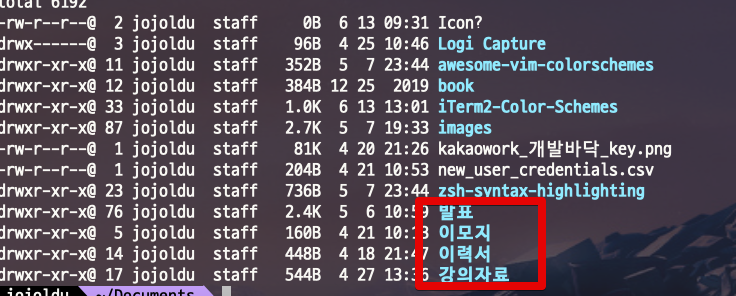 total 6192
-rw-r--r--@  2 jojoldu  staff     0B  6 13 09:31 Icon?
drwx------@  3 jojoldu  staff    96B  4 25 10:46 Logi Capture
drwxr-xr-x@ 11 jojoldu  staff   352B  5  7 23:44 awesome-vim-colorschemes
drwxr-xr-x@ 12 jojoldu  staff   384B 12 25  2019 book
drwxr-xr-x@ 33 jojoldu  staff   1.0K  6 13 13:01 iTerm2-Color-Schemes
drwxr-xr-x@ 87 jojoldu  staff   2.7K  5  7 19:33 images
-rw-r--r--@  1 jojoldu  staff    81K  4 20 21:26 kakaowork_개발바닥_key.png
-rw-r--r--@  1 jojoldu  staff   204B  4 21 10:53 new_user_credentials.csv
drwxr-xr-x@ 23 jojoldu  staff   736B  5  7 23:44 zsh-syntax-highlighting
drwxr-xr-x@ 76 jojoldu  staff   2.4K  5  6 10:59 발표
drwxr-xr-x@  5 jojoldu  staff   160B  4 21 10:13 이모지
drwxr-xr-x@ 14 jojoldu  staff   448B  4 18 21:47 이력서
drwxr-xr-x@ 17 jojoldu  staff   544B  4 27 13:36 강의자료
jojoldu ~/Documents